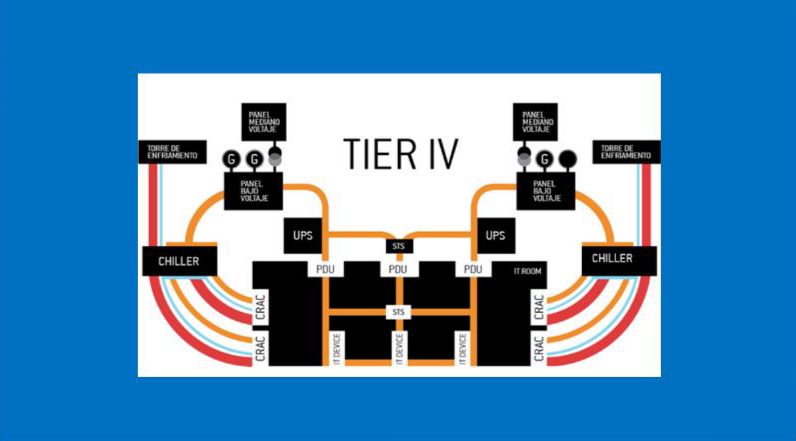 PANEL
MEDIANO
VOLTAJE
PANEL
MEDIANO
VOLTAJE
TORRE DE
ENFRIAMIENTO
TIER IV
TORRE DE
ENFRIAMIENTO
G
G
G
PANEL
BAJO
VOLTAJE
PANEL
BAJO
VOLTAJE
UPS
STS
UPS
CHILLER
CHILLER
PDU
PDU
PDU
IT ROOM
CRAC
STS
CRAC
CRAC
IT DEVICE
IT DEVICE
IT DEVICE
CRAC